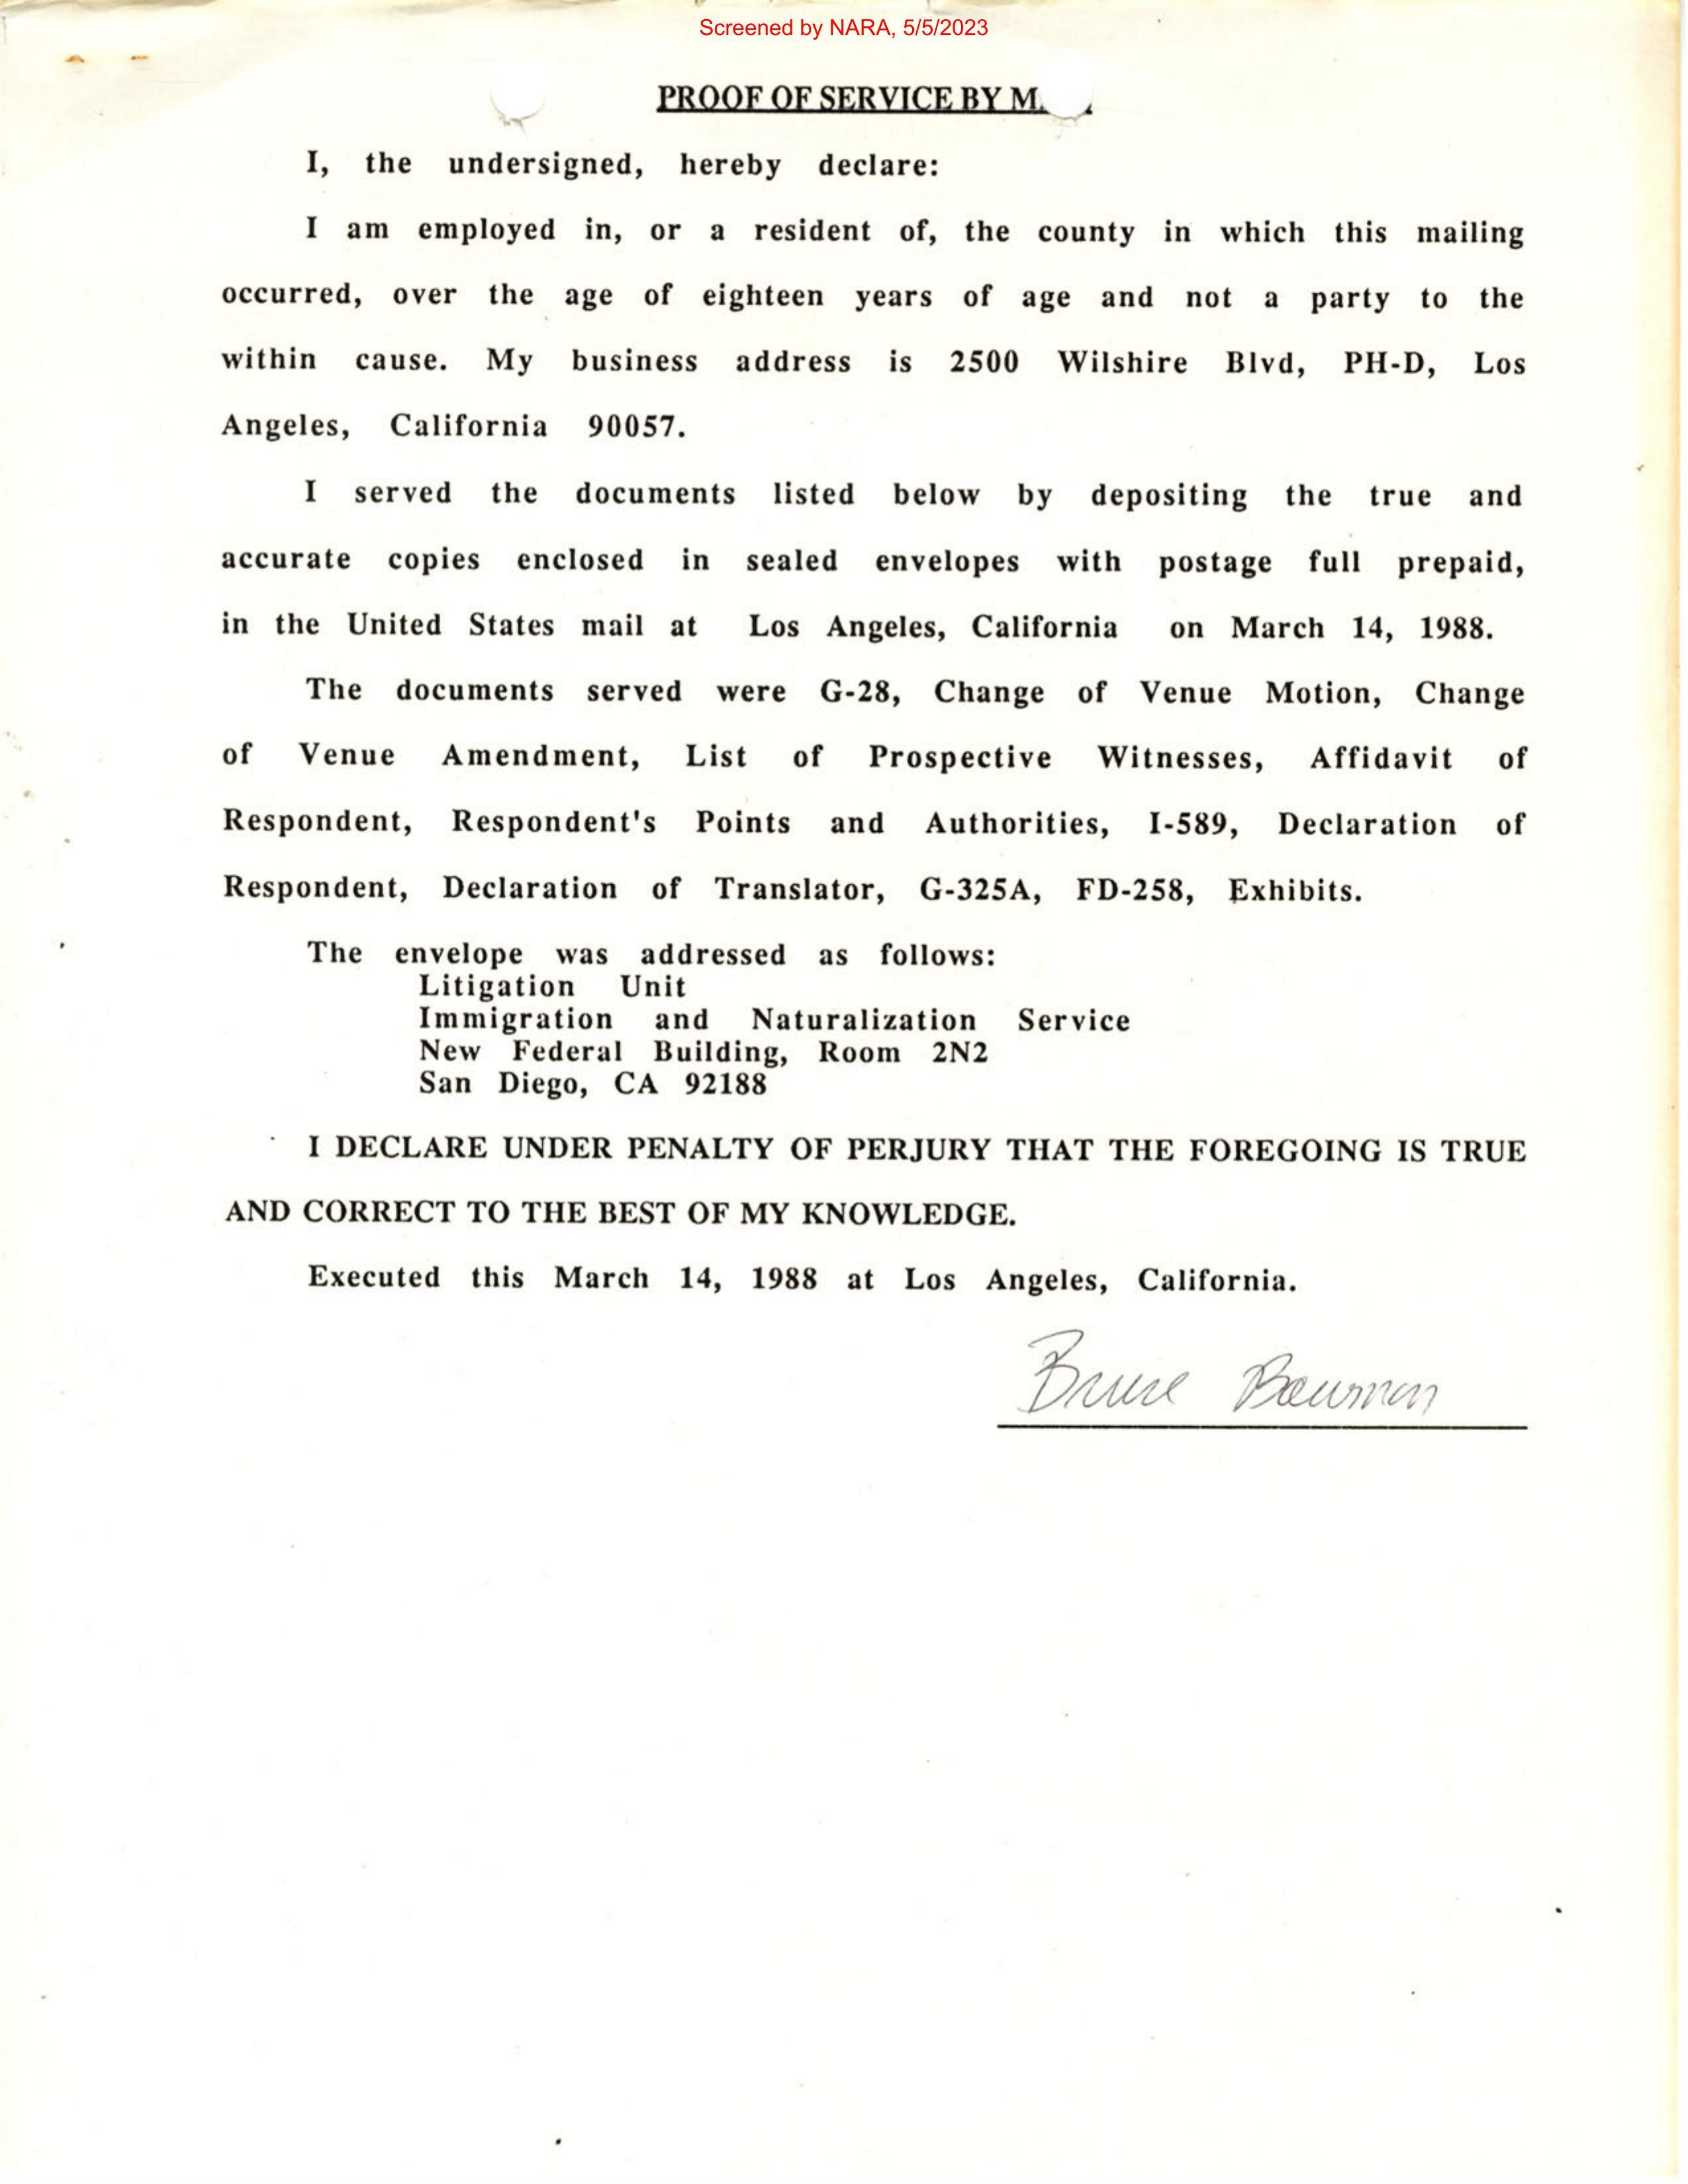 Screened by NARA, 5/5/2023
PROOF OF SERVICE BY
I, the undersigned, hereby declare:
I am employed in, or a resident of, the county in which this mailing
occurred, over the age of eighteen years of age and not a party to the
within cause. My business address is 2500 Wilshire Blvd, PH-D, Los
Angeles, California 90057.
I served the documents listed below by depositing the true and
accurate copies enclosed in sealed envelopes with postage full prepaid,
in the United States mail at Los Angeles, California on March 14, 1988.
The documents served were G-28, Change of Venue Motion, Change
of Venue Amendment, List of Prospective Witnesses, Affidavit of
Respondent, Respondent's Points and Authorities, I-589, Declaration of
Respondent, Declaration of Translator, G-325A, FD-258, Exhibits.
The envelope was addressed as follows:
Litigation Unit
Immigration and Naturalization Service
New Federal Building, Room 2N2
San Diego, CA 92188
I DECLARE UNDER PENALTY OF PERJURY THAT THE FOREGOING IS TRUE
AND CORRECT TO THE BEST OF MY KNOWLEDGE.
Executed this March 14, 1988 at Los Angeles, California.
Bruce